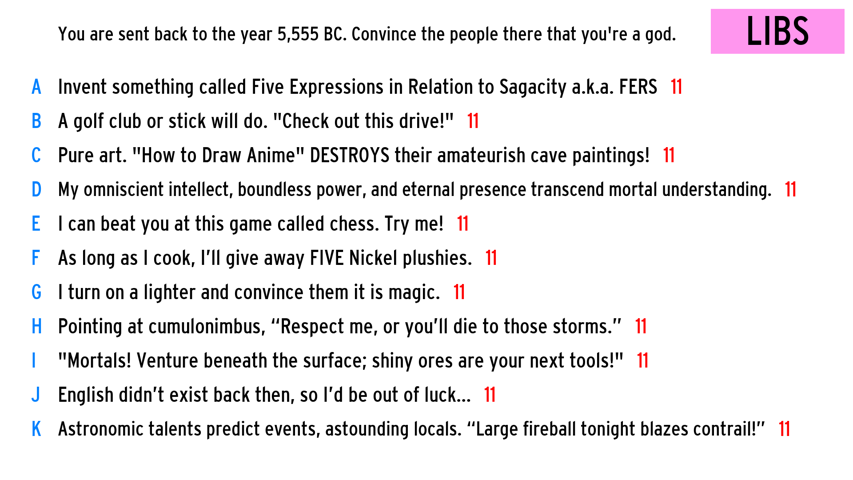 You are sent back to the year 5,555 BC. Convince the people there that you're a god.
LIBS
A Invent something called Five Expressions in Relation to Sagacity a.k.a. FERS 11
B A golf club or stick will do. "Check out this drive!" 11
C Pure art. "How to Draw Anime" DESTROYS their amateurish cave paintings! 11
D My omniscient intellect, boundless power, and eternal presence transcend mortal understanding. 11
E I can beat you at this game called chess. Try me! 11
F As long as I cook, I’ll give away FIVE Nickel plushies. 11
G I turn on a lighter and convince them it is magic. 11
H Pointing at cumulonimbus, “Respect me, or you’ll die to those storms.” 11
I "Mortals! Venture beneath the surface; shiny ores are your next tools!" 11
J English didn’t exist back then, so I’d be out of luck... 11
K Astronomic talents predict events, astounding locals. “Large fireball tonight blazes contrail!” 11